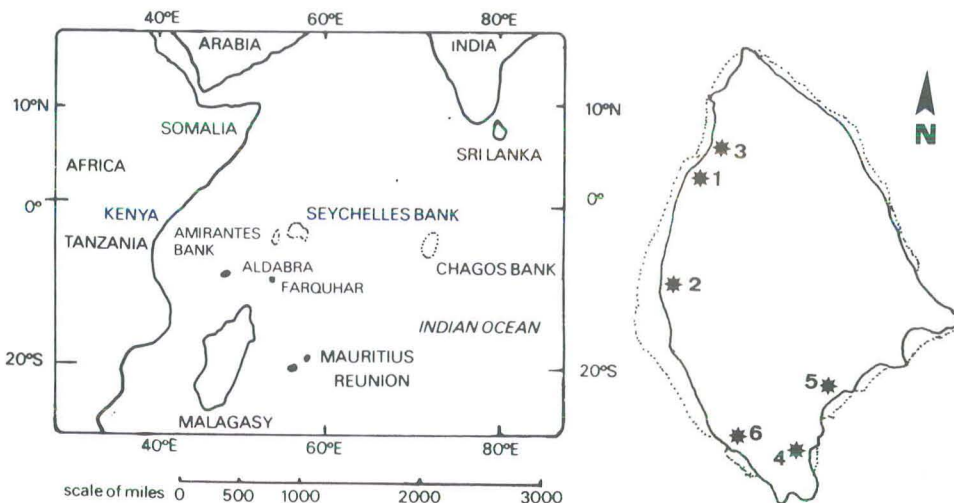 40°E 60°E 80°E
ARABIA INDIA
10°N 10°N
N
SOMALIA
SRI LANKA
3
AFRICA
1
0° 0°
KENYA SEYCHELLES BANK
TANZANIA AMIRANTES
BANK
ALDABRA CHAGOS BANK
FARQUHAR
2
INDIAN OCEAN
20°S MAURITIUS 20°S
REUNION
5
MALAGASY
6
4
40°E 60°E 80°E
scale of miles 0 500 1000 2000 3000